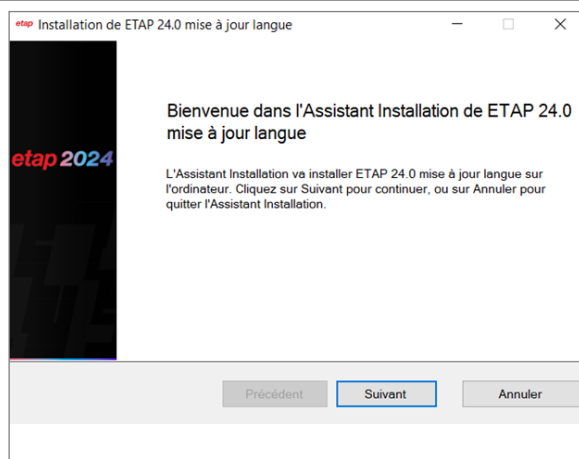 etap Installation de ETAP 24.0 mise à jour langue
Bienvenue dans l'Assistant Installation de ETAP 24.0
mise à jour langue
etap 2024
L'Assistant Installation va installer ETAP 24.0 mise à jour langue sur
l'ordinateur. Cliquez sur Suivant pour continuer, ou sur Annuler pour
quitter l'Assistant Installation.
Précédent Suivant Annuler